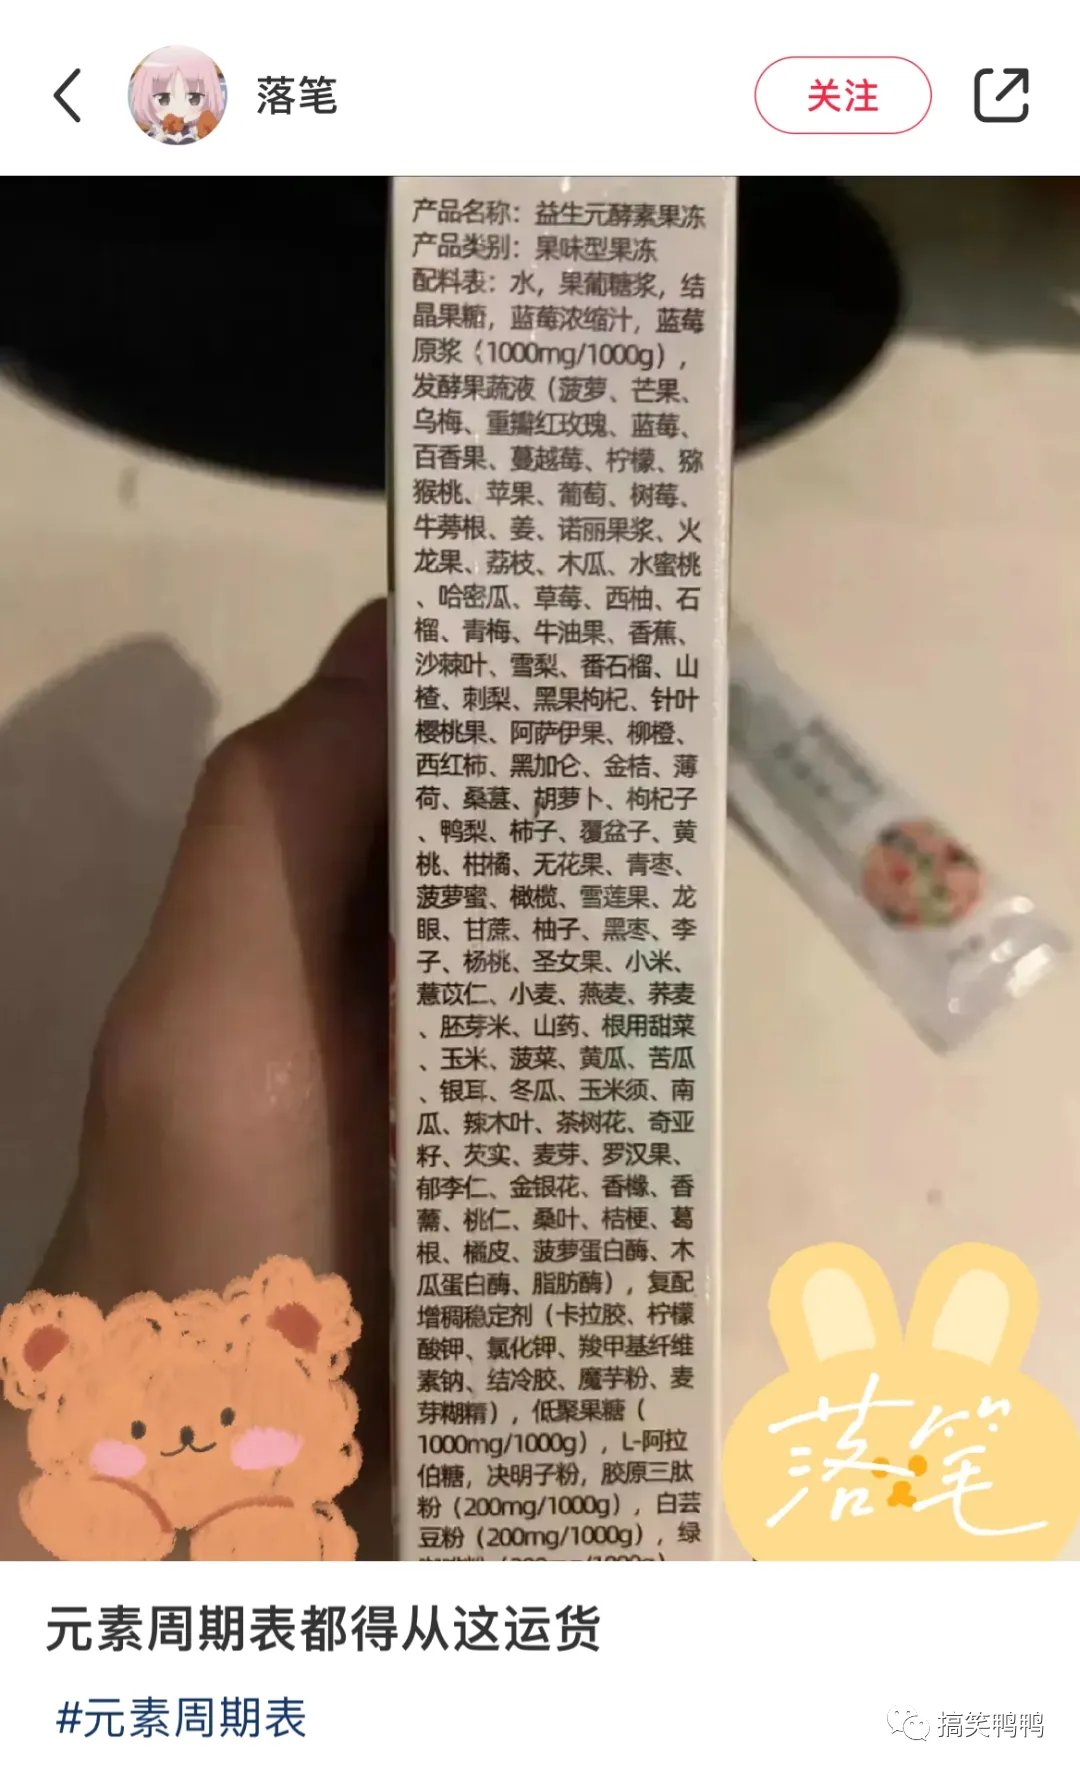 落笔
关注
产品名称：益生元酵素果冻
产品类别：果味型果冻
配料表：水，果葡糖浆，结
晶果糖，蓝莓浓缩汁，蓝莓
原浆（1000mg/1000g），
发酵果蔬液（菠萝、芒果、
乌梅、重瓣红玫瑰、蓝莓、
百香果、蔓越莓、柠檬、猕
猴桃、苹果、葡萄、树莓、
牛蒡根、姜、诺丽果浆、火
龙果、荔枝、木瓜、水蜜桃
、哈密瓜、草莓、西柚、石
榴、青梅、牛油果、香蕉、
沙棘叶、雪梨、番石榴、山
楂、刺梨、黑果枸杞、针叶
樱桃果、阿萨伊果、柳橙、
西红柿、黑加仑、金桔、薄
荷、桑葚、胡萝卜、枸杞子
、鸭梨、柿子、覆盆子、黄
桃、柑橘、无花果、青枣、
菠萝蜜、橄榄、雪莲果、龙
眼、甘蔗、柚子、黑枣、李
子、杨桃、圣女果、小米、
薏苡仁、小麦、燕麦、荞麦
、胚芽米、山药、根用甜菜
、玉米、菠菜、黄瓜、苦瓜
、银耳、冬瓜、玉米须、南
瓜、辣木叶、茶树花、奇亚
籽、芡实、麦芽、罗汉果、
郁李仁、金银花、香橼、香
薷、桃仁、桑叶、桔梗、葛
根、橘皮、菠萝蛋白酶、木
瓜蛋白酶、脂肪酶），复配
增稠稳定剂（卡拉胶、柠檬
酸钾、氯化钾、羧甲基纤维
素钠、结冷胶、魔芋粉、麦
芽糊精），低聚果糖（
1000mg/1000g），L-阿拉
伯糖，决明子粉，胶原三肽
粉（200mg/1000g），白芸
豆粉（200mg/1000g），绿
落笔
元素周期表都得从这运货
#元素周期表
搞笑鸭鸭